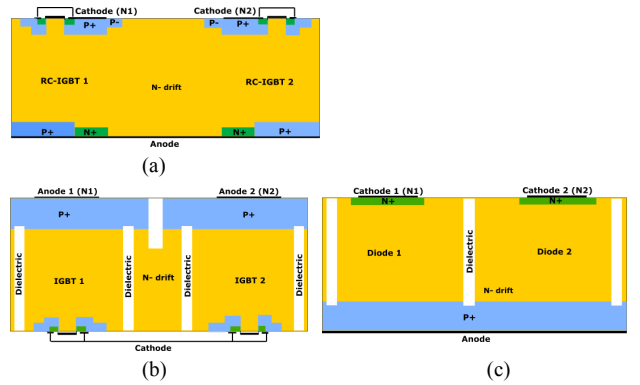 Cathode (N1) Cathode (N2)
P+ P- P- P+
RC-IGBT 1 N- drift RC-IGBT 2
P+ N+ N+ P+
Anode
(a)
Anode 1 (N1) Anode 2 (N2)
P+ P+
Dielectric Dielectric Dielectric Dielectric
IGBT 1 N- drift IGBT 2
Cathode
(b)
Cathode 1 (N1) Cathode 2 (N2)
N+ N+
Diode 1 Dielectric Diode 2
N- drift
P+
Anode
(c)